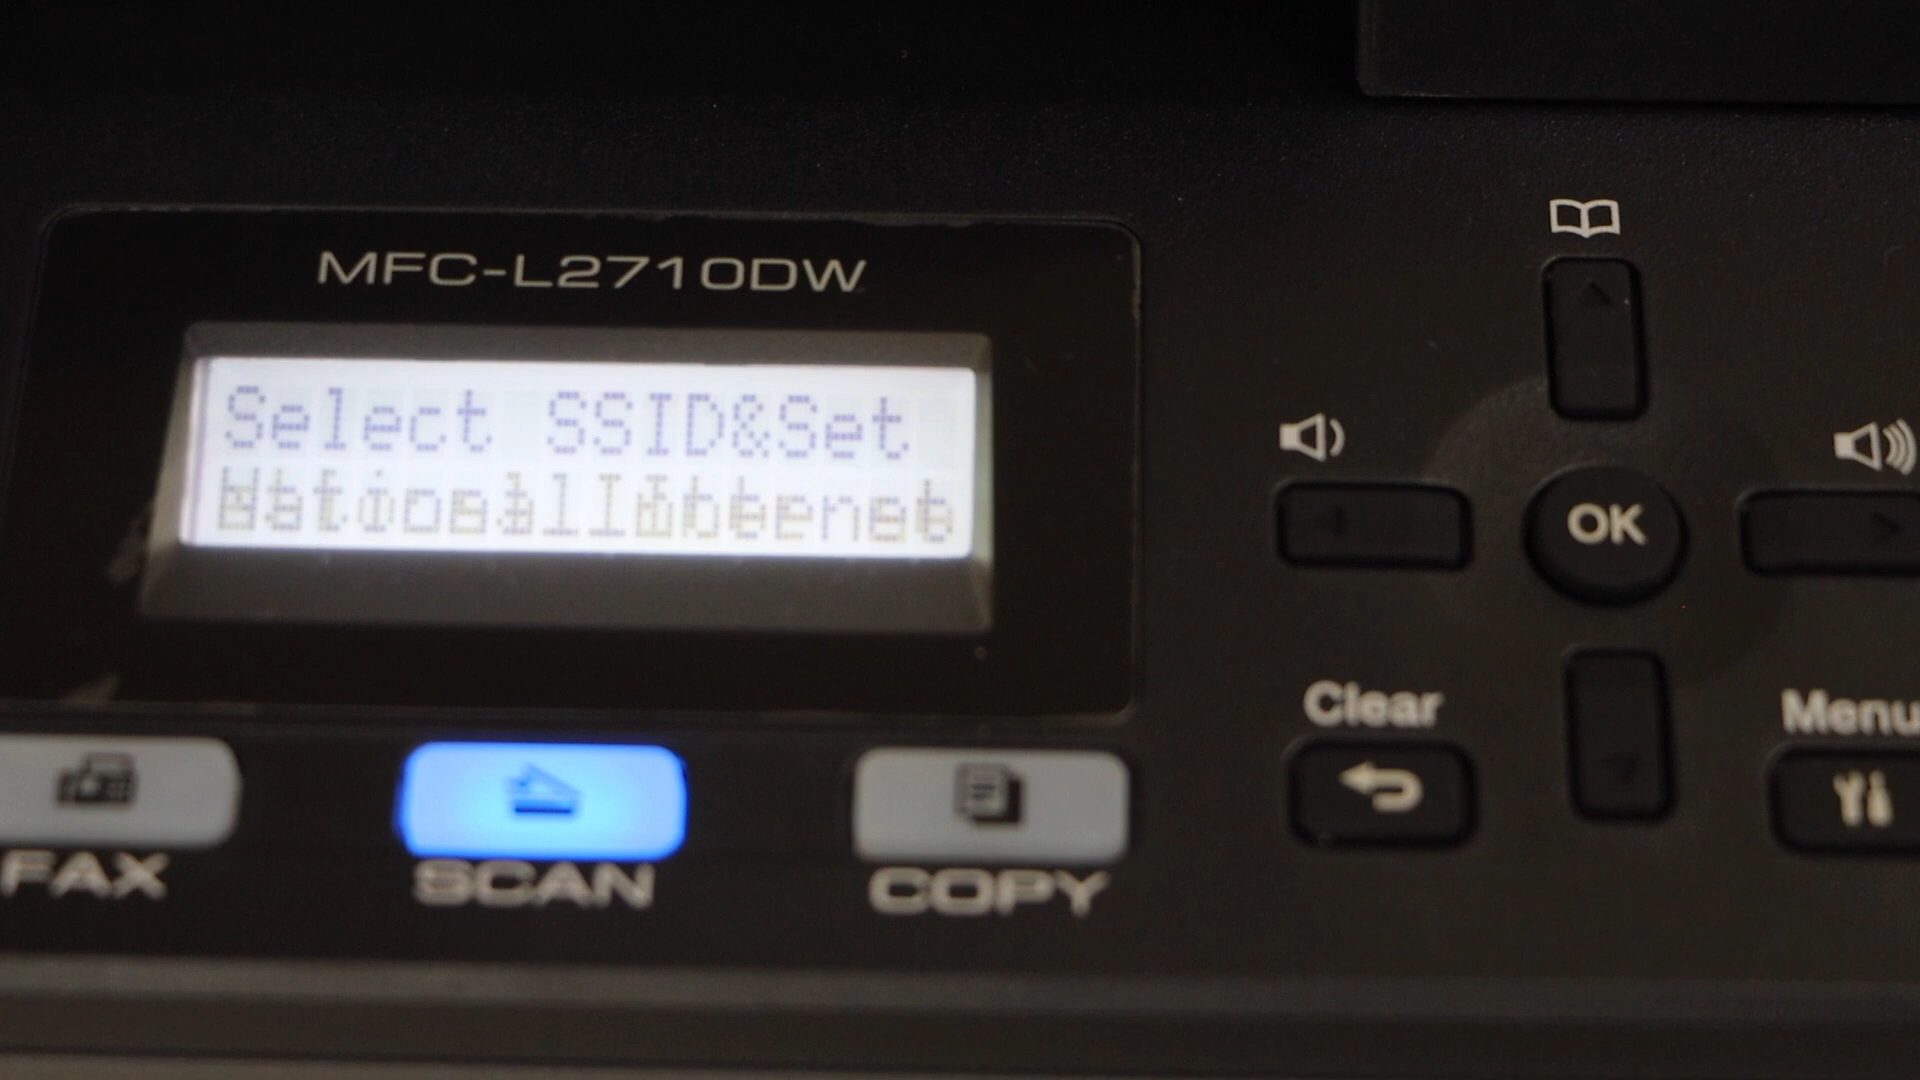 MFC-L2710DW
Select SSID&Set
OK
Clear
Menu
FAX
SCAN
COPY